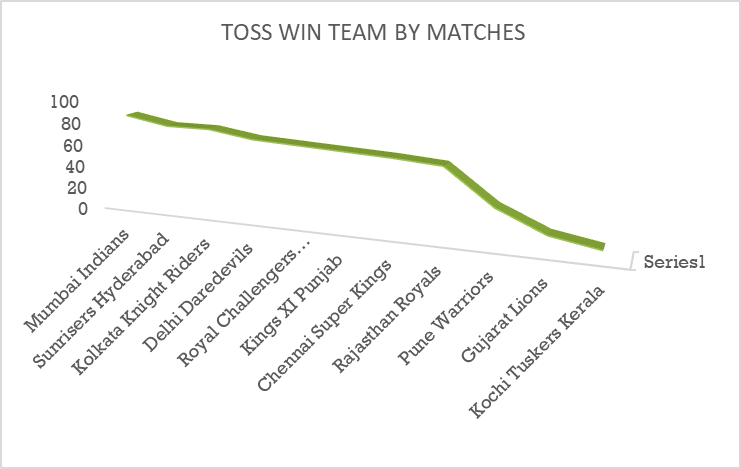 TOSS WIN TEAM BY MATCHES
100
80
60
40
20
0
Mumbai Indians
Sunrisers Hyderabad
Kolkata Knight Riders
Delhi Daredevils
Royal Challengers…
Kings XI Punjab
Chennai Super Kings
Rajasthan Royals
Pune Warriors
Gujarat Lions
Kochi Tuskers Kerala
Series1